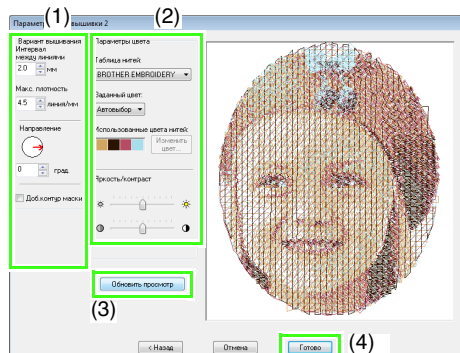 Парамет
вышивки 2
(1)
(2)
Вариант вышивания
Интервал
между линиями
2.0 мм
Макс. плотность
4.5 линия/мм
Направление
0 град
Доб.контур маски
Параметры цвета
Таблица нитей:
BROTHER EMBROIDERY
Заданный цвет:
Автовыбор
Использованные цвета нитей:
Изменить
цвет...
Яркость/контраст
Обновить просмотр
(3)
< Назад
Отмена
Готово
(4)